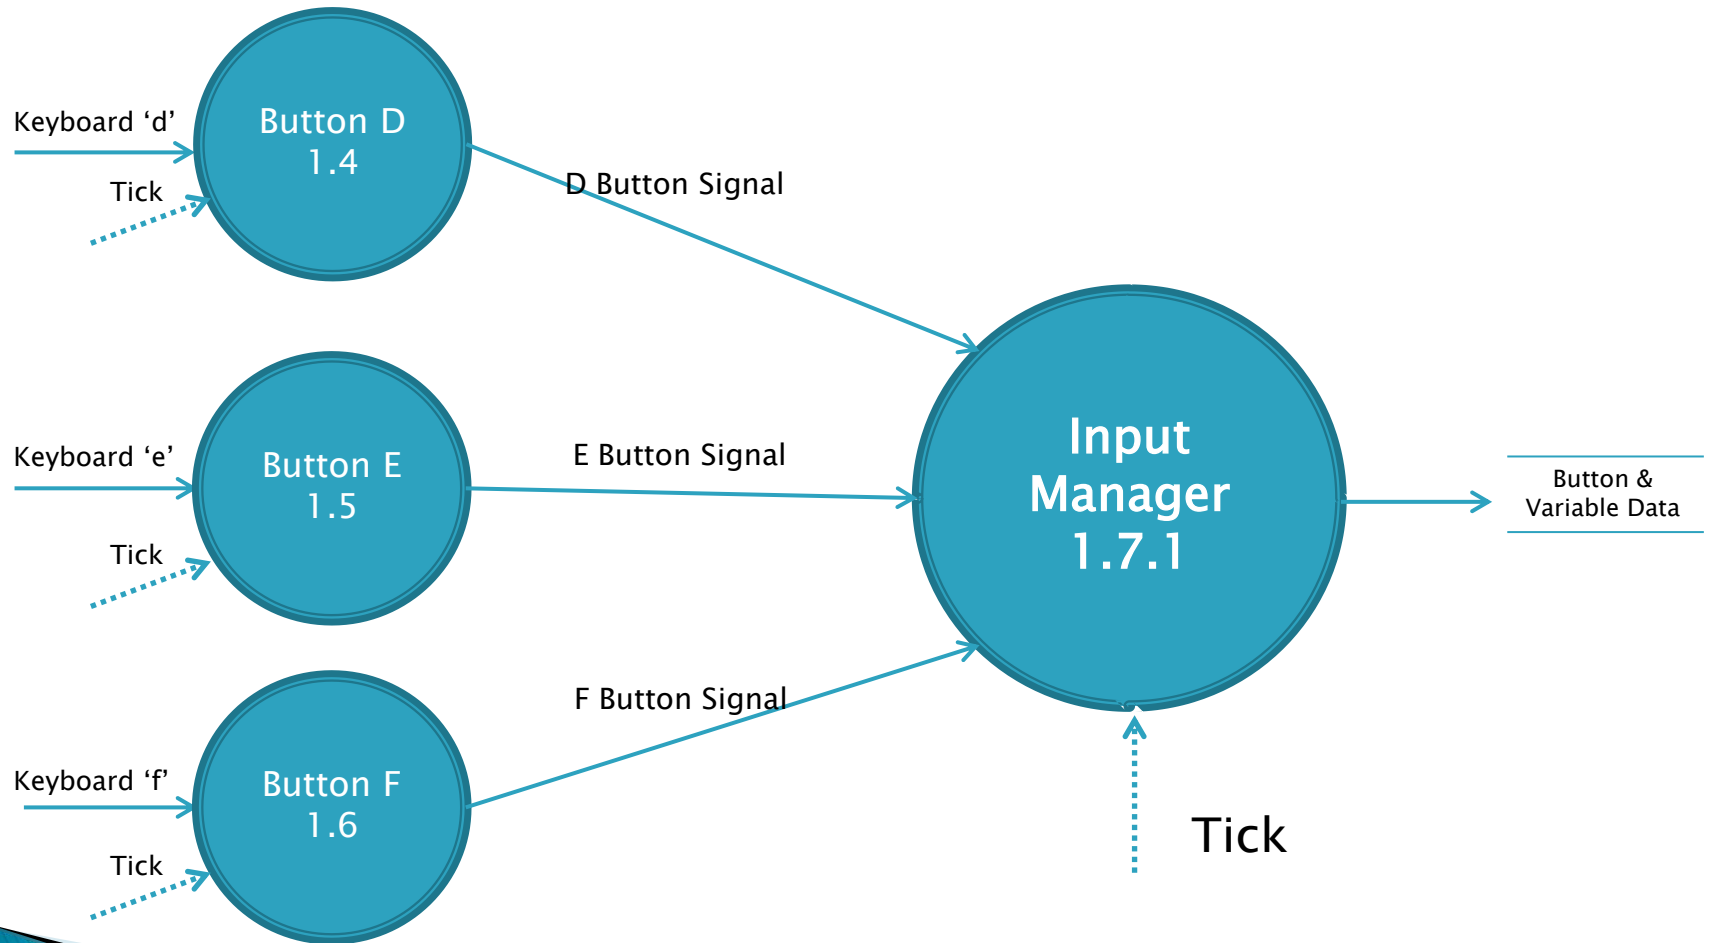 Keyboard ‘d’
Tick
Button D
1.4
D Button Signal
Keyboard ‘e’
Tick
Button E
1.5
E Button Signal
Keyboard ‘f’
Tick
Button F
1.6
F Button Signal
Input
Manager
1.7.1
Tick
Button &
Variable Data